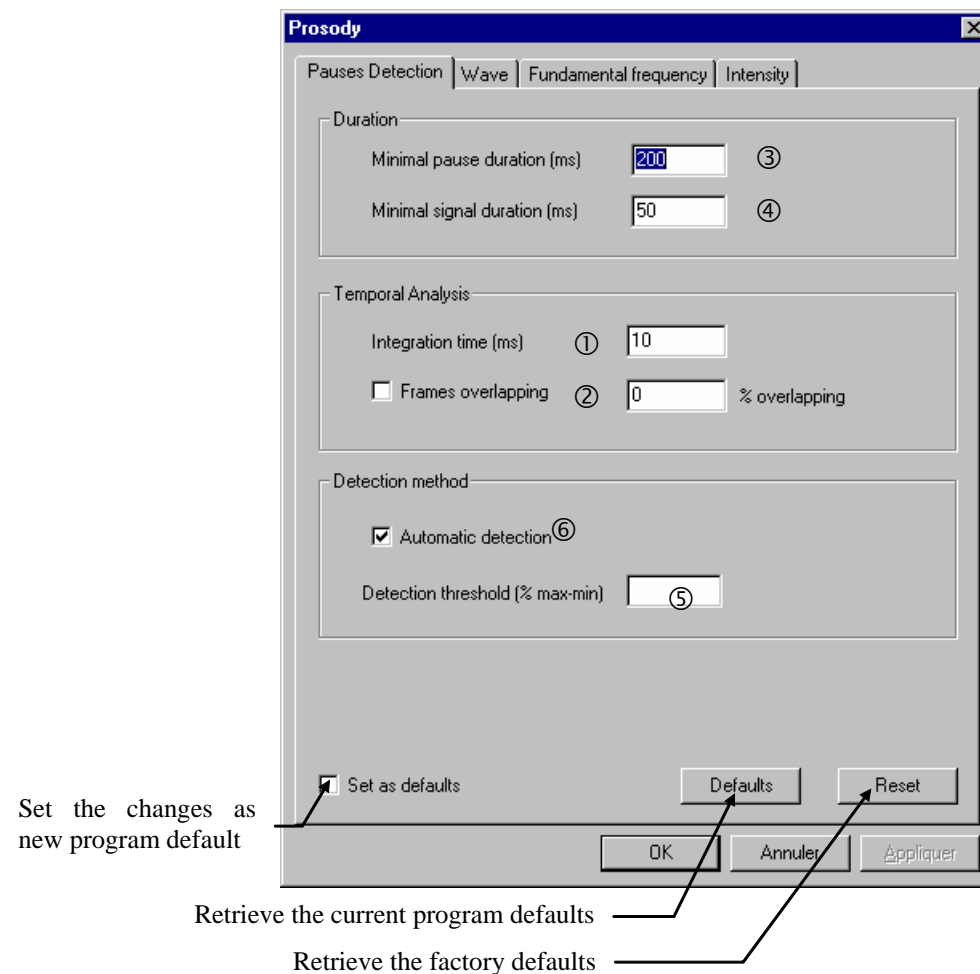 Prosody
Pauses Detection Wave Fundamental frequency Intensity
Duration
Minimal pause duration (ms) 200 ③
Minimal signal duration (ms) 50 ④
Temporal Analysis
Integration time (ms) ① 10
Frames overlapping ② 0 % overlapping
Detection method
Automatic detection ⑥
Detection threshold (% max-min) ⑤
Set as defaults Defaults Reset
Set the changes as
new program default
OK Annuler Appliquer
Retrieve the current program defaults
Retrieve the factory defaults